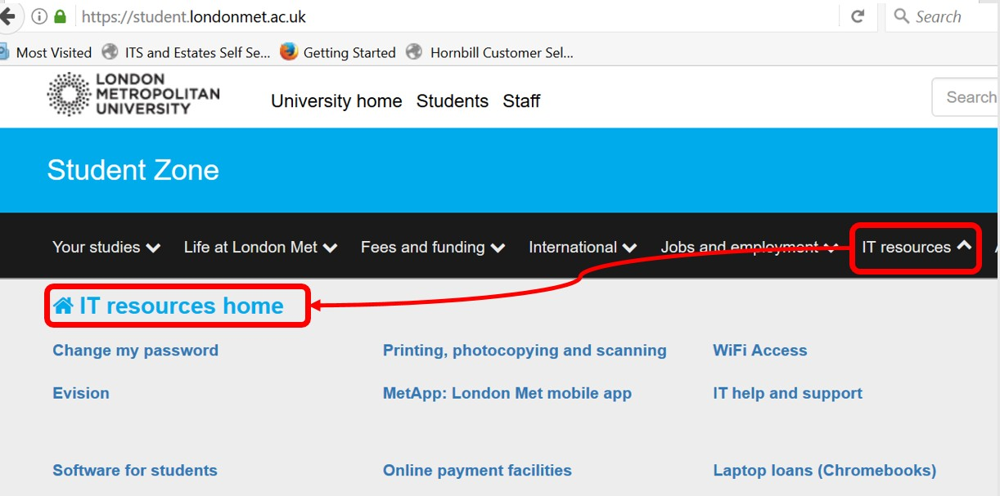 https://student.londonmet.ac.uk Search
Most Visited ITS and Estates Self Se... Getting Started Hornbill Customer Sel...
LONDON
METROPOLITAN
UNIVERSITY
University home Students Staff
Search
Student Zone
Your studies Life at London Met Fees and funding International Jobs and employment IT resources
IT resources home
Change my password Printing, photocopying and scanning WiFi Access
Evision MetApp: London Met mobile app IT help and support
Software for students Online payment facilities Laptop loans (Chromebooks)